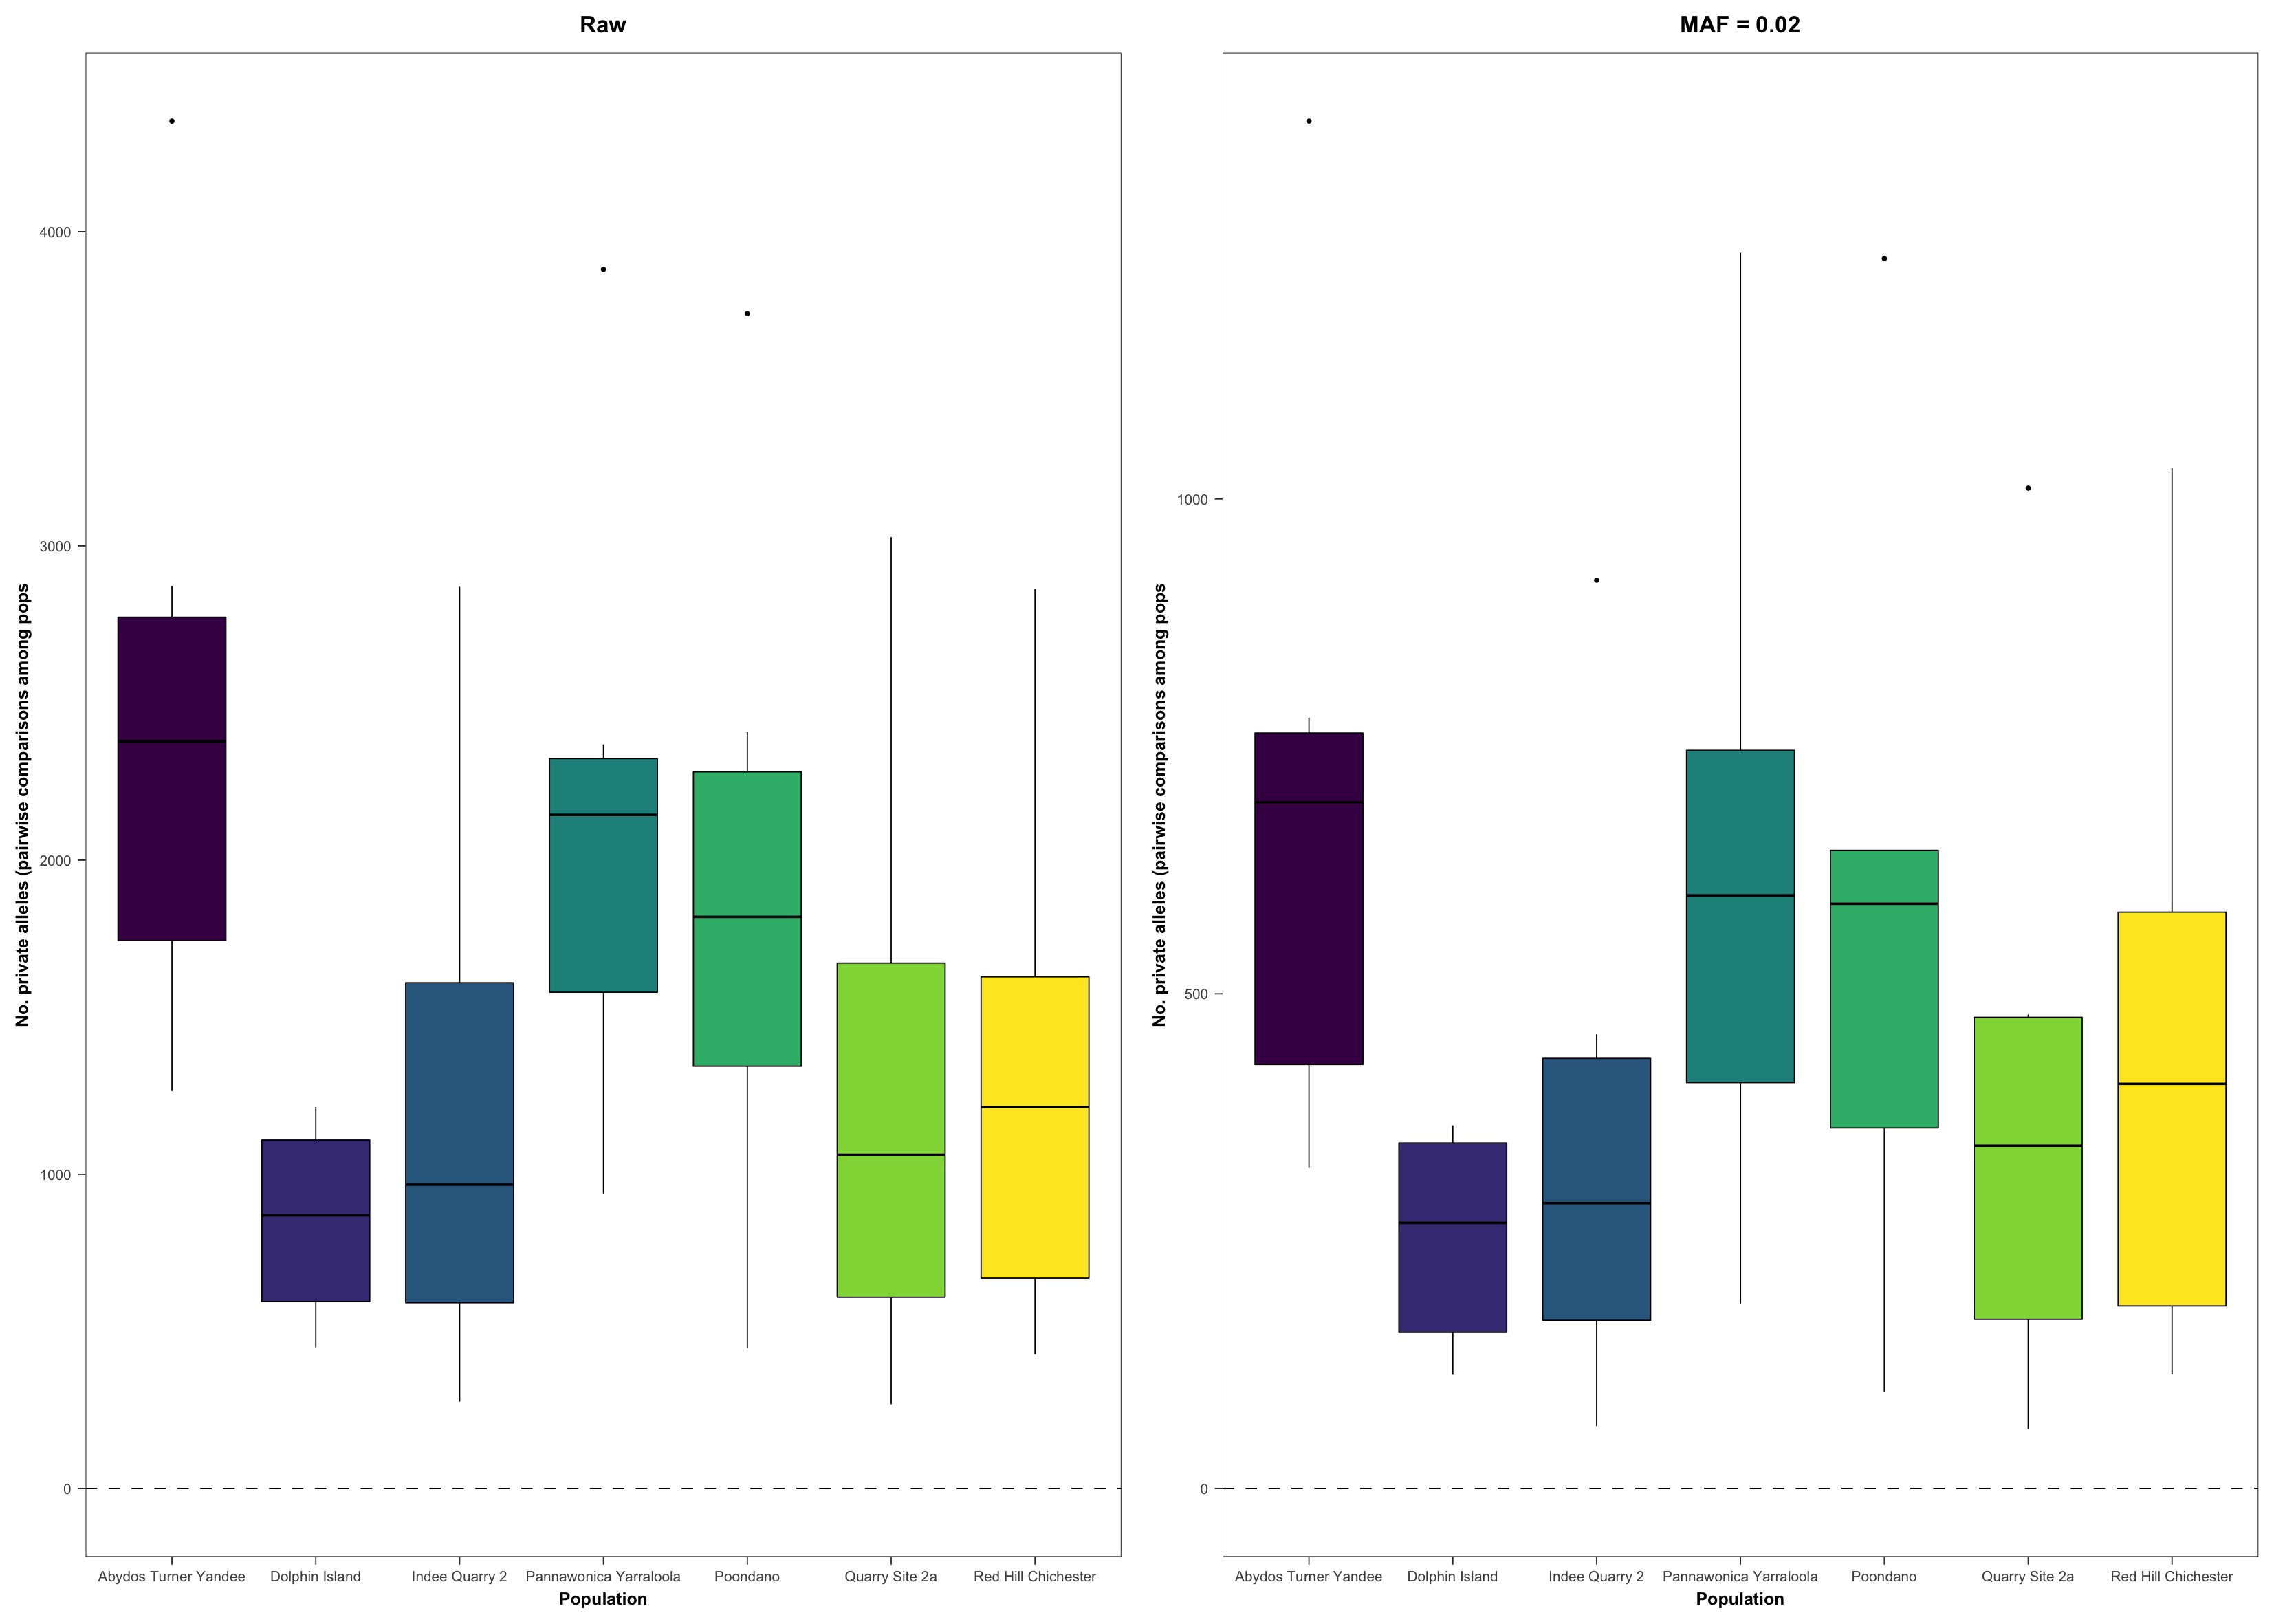 Raw
No. private alleles (pairwise comparisons among pops
4000
3000
2000
1000
0
Abydos Turner Yandee Dolphin Island Indee Quarry 2 Pannawonica Yarraloola Poondano Quarry Site 2a Red Hill Chichester
Population
MAF = 0.02
No. private alleles (pairwise comparisons among pops
1000
500
0
Abydos Turner Yandee Dolphin Island Indee Quarry 2 Pannawonica Yarraloola Poondano Quarry Site 2a Red Hill Chichester
Population